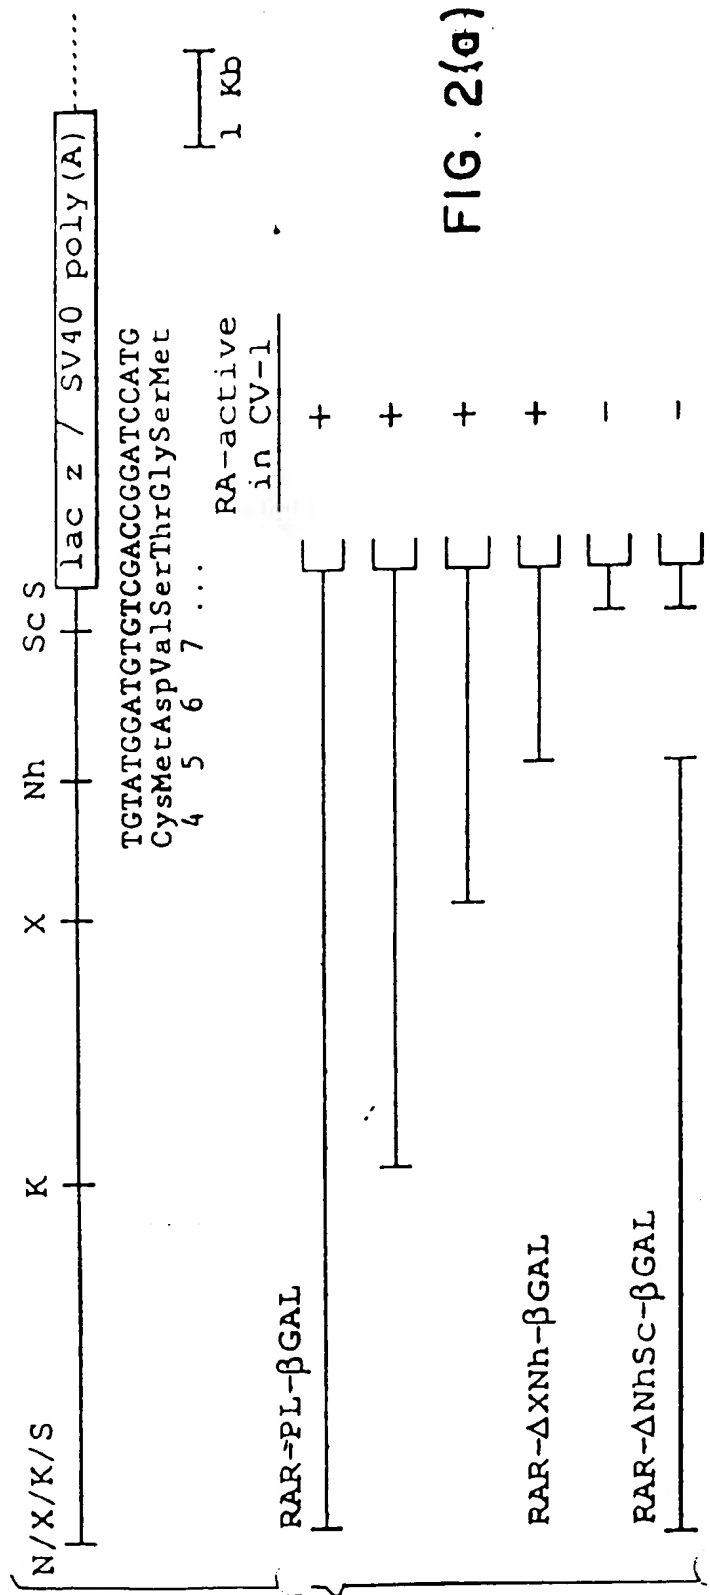 N/X/K/S K X Nh Sc S
lac z / SV40 poly(A)
TGTATGGATGTGTCGACCGGATCCATG
CysMetAspValSerThrGlySerMet
4 5 6 7 ....
1 Kb
RA-active
in CV-1
RAR-PL-βGAL
+
+
+
RAR-ΔXNh-βGAL
+
-
RAR-ΔNhSc-βGAL
-
FIG. 2(a)